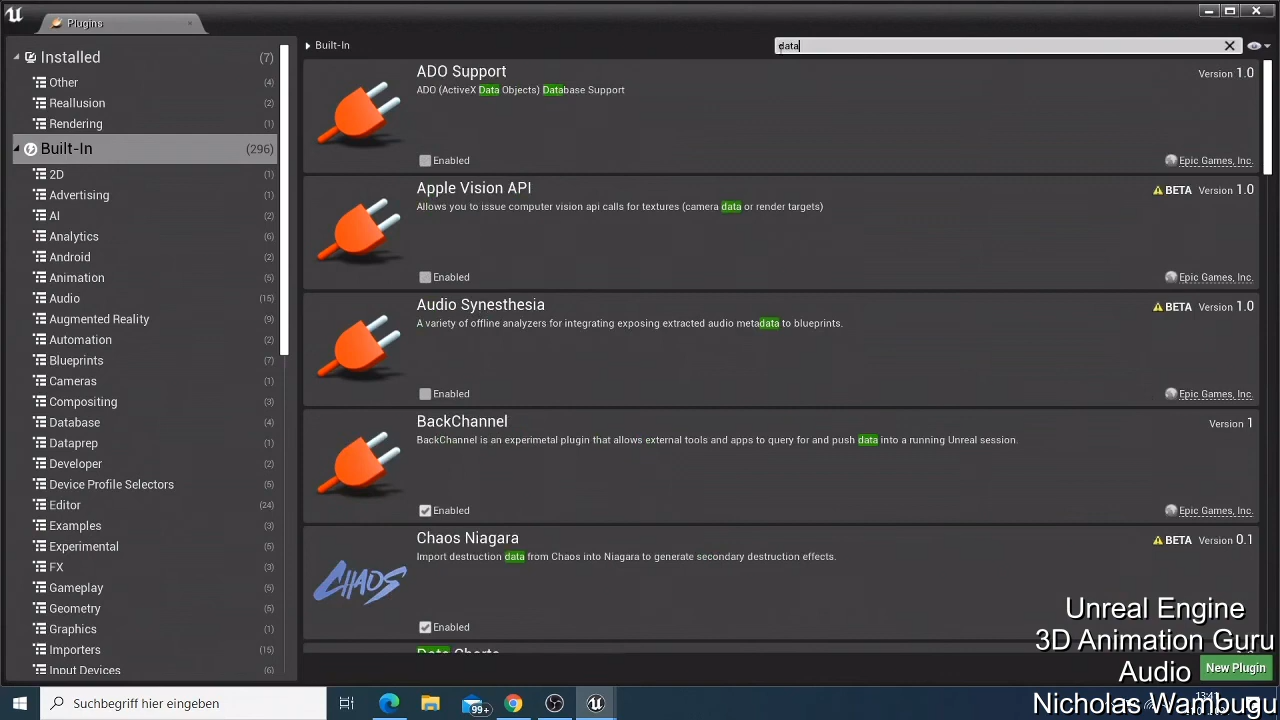 Plugins
Installed (7)
Other (4)
Reallusion (2)
Rendering (1)
Built-In (296)
2D (1)
Advertising (1)
AI (2)
Analytics (6)
Android (2)
Animation (5)
Audio (15)
Augmented Reality (9)
Automation (2)
Blueprints (7)
Cameras (1)
Compositing (5)
Database (4)
Dataprep (1)
Developer (2)
Device Profile Selectors (5)
Editor (24)
Examples (3)
Experimental (3)
FX (3)
Gameplay (5)
Geometry (5)
Graphics (1)
Importers (15)
Input Devices (6)
Built-In
data
ADO Support
Version 1.0
ADO (ActiveX Data Objects) Database Support
Enabled
Epic Games, Inc.
Apple Vision API
BETA Version 1.0
Allows you to issue computer vision api calls for textures (camera data or render targets)
Enabled
Epic Games, Inc.
Audio Synesthesia
BETA Version 1.0
A variety of offline analyzers for integrating exposing extracted audio metadata to blueprints.
Enabled
Epic Games, Inc.
BackChannel
Version 1
BackChannel is an experimetal plugin that allows external tools and apps to query for and push data into a running Unreal session.
Enabled
Epic Games, Inc.
Chaos Niagara
BETA Version 0.1
Import destruction data from Chaos into Niagara to generate secondary destruction effects.
CHAOS
Enabled
Data Charts
New Plugin
Unreal Engine
3D Animation Guru
Audio
Nicholas Wambugu
Suchbegriff hier eingeben
99+